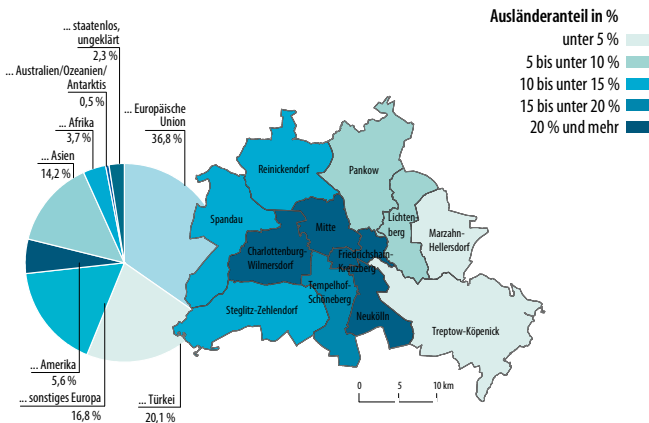 Ausländeranteil in %
unter 5 %
5 bis unter 10 %
10 bis unter 15 %
15 bis unter 20 %
20 % und mehr
... staatenlos,
ungeklärt
2,3 %
... Australien/Ozeanien/
Antarktis
0,5 %
... Afrika
3,7 %
... Asien
14,2 %
... Europäische
Union
36,8 %
... Amerika
5,6 %
... sonstiges Europa
16,8 %
... Türkei
20,1 %
Reinickendorf
Pankow
Spandau
Mitte
Lichten-
berg
Marzahn-
Hellersdorf
Charlottenburg-
Wilmersdorf
Friedrichshain-
Kreuzberg
Tempelhof-
Schöneberg
Steglitz-Zehlendorf
Neukölln
Treptow-Köpenick
0 5 10 km